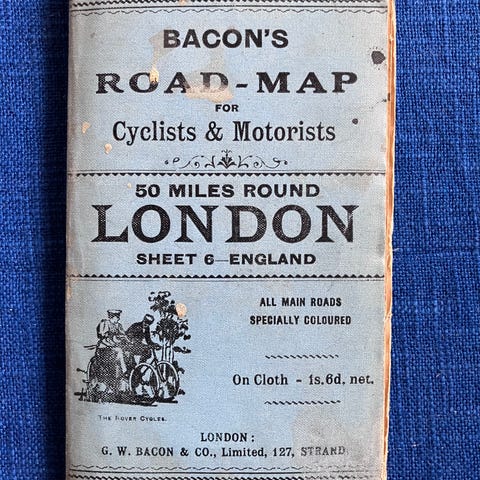 BACON'S
ROAD-MAP
FOR
Cyclists & Motorists
50 MILES ROUND
LONDON
SHEET 6—ENGLAND
ALL MAIN ROADS
SPECIALLY COLOURED
On Cloth - 1s. 6d. net.
THE ROVER CYCLES.
LONDON:
G. W. BACON & CO., Limited, 127, STRAND